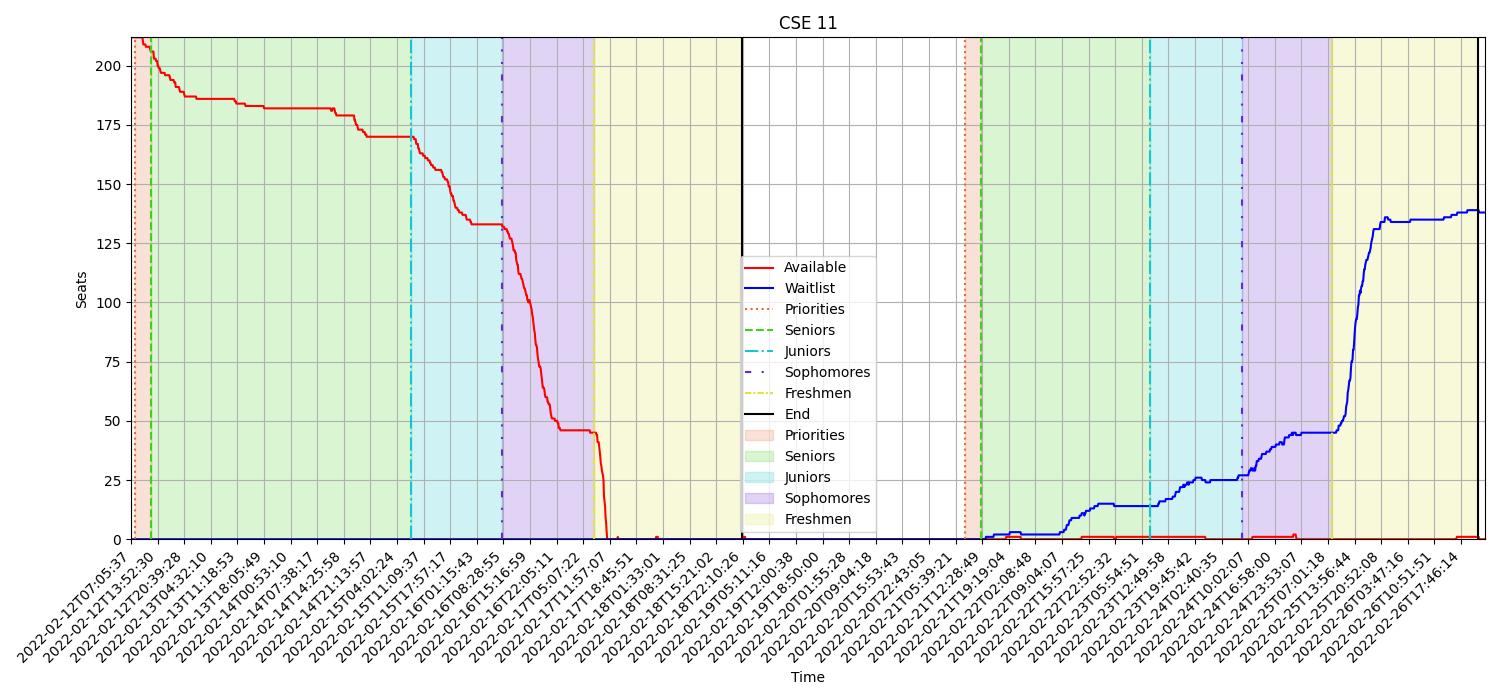 CSE 11
Seats
200
175
150
125
100
75
50
25
0
Available
Waitlist
Priorities
Seniors
Juniors
Sophomores
Freshmen
End
Priorities
Seniors
Juniors
Sophomores
Freshmen
2022-02-12T7:05:37
2022-02-12T13:52:30
2022-02-12T20:39:28
2022-02-13T04:32:10
2022-02-13T11:18:53
2022-02-13T18:05:49
2022-02-14T00:53:10
2022-02-14T07:38:17
2022-02-14T14:25:58
2022-02-14T21:13:57
2022-02-15T04:02:24
2022-02-15T11:09:37
2022-02-15T17:57:17
2022-02-16T01:15:43
2022-02-16T08:28:55
2022-02-16T15:16:59
2022-02-16T22:05:11
2022-02-17T05:07:22
2022-02-17T11:57:07
2022-02-17T18:45:51
2022-02-18T01:33:01
2022-02-18T08:31:25
2022-02-18T15:21:02
2022-02-18T22:10:26
2022-02-19T05:11:16
2022-02-19T12:00:38
2022-02-19T18:50:00
2022-02-20T01:55:28
2022-02-20T09:04:18
2022-02-20T15:53:43
2022-02-20T22:43:05
2022-02-21T05:39:21
2022-02-21T12:28:49
2022-02-21T19:19:04
2022-02-22T02:08:48
2022-02-22T09:04:07
2022-02-22T15:57:25
2022-02-22T22:52:32
2022-02-23T05:54:51
2022-02-23T12:49:58
2022-02-23T19:45:42
2022-02-24T02:40:35
2022-02-24T10:02:07
2022-02-24T16:58:00
2022-02-24T23:53:07
2022-02-25T07:01:18
2022-02-25T13:56:44
2022-02-25T20:52:08
2022-02-26T03:47:16
2022-02-26T10:51:51
2022-02-26T17:46:14
Time